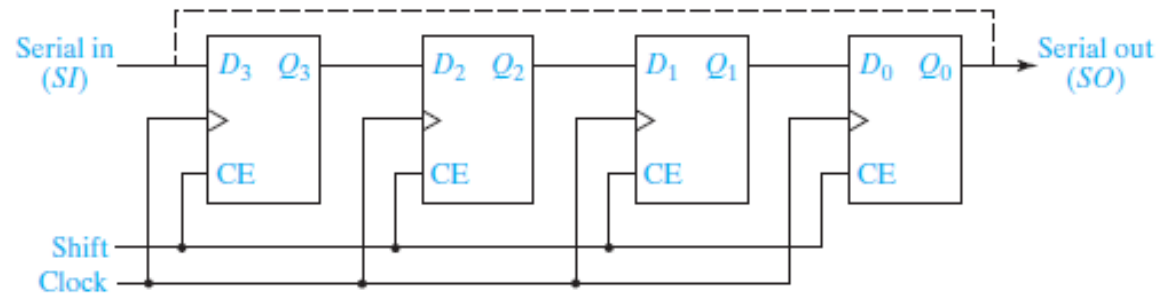 Serial in
(SI)
D₃ Q₃
D₂ Q₂
D₁ Q₁
D₀ Q₀
Serial out
(SO)
CE
CE
CE
CE
Shift
Clock